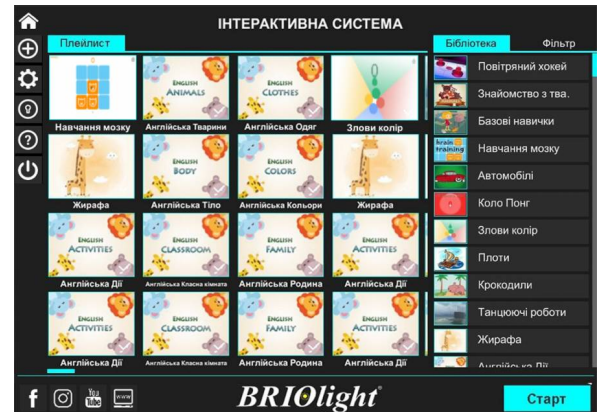 ІНТЕРАКТИВНА СИСТЕМА
Плейлист
Навчання мозку
ENGLISH
ANIMALS
Англійська Тварини
ENGLISH
CLOTHES
Англійська Одяг
Злови колір
Жирафа
ENGLISH
BODY
Англійська Тіло
ENGLISH
COLORS
Англійська Кольори
Жирафа
ENGLISH
ACTIVITIES
Англійська Дії
ENGLISH
CLASSROOM
Англійська Класна кімната
ENGLISH
FAMILY
Англійська Родина
ENGLISH
ACTIVITIES
Англійська Дії
ENGLISH
ACTIVITIES
Англійська Дії
ENGLISH
CLASSROOM
Англійська Класна кімната
ENGLISH
FAMILY
Англійська Родина
ENGLISH
ACTIVITIES
Англійська Дії
Бібліотека Фільтр
Повітряний хокей
Знайомство з тва.
Базові навички
brain
training
Навчання мозку
Автомобілі
Коло Понг
Злови колір
Плоти
Крокодили
Танцюючі роботи
Жирафа
Англійська Дії
f
You
Tube
www
BRIOlight
Старт